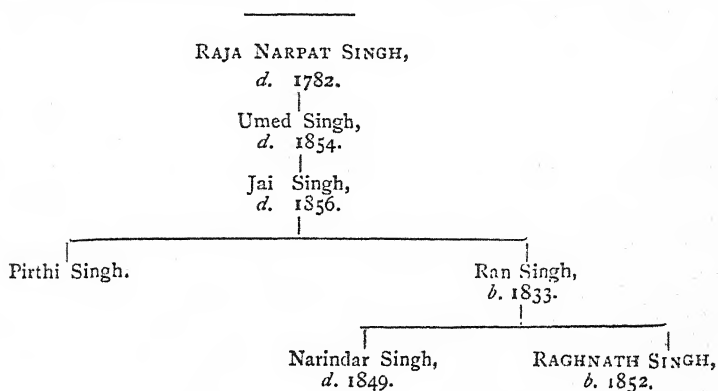 RAJA NARPAT SINGH,
d. 1782.
Umed Singh,
d. 1854.
Jai Singh,
d. 1856.
Pirthi Singh.
Ran Singh,
b. 1833.
Narindar Singh,
d. 1849.
RAGHNATH SINGH,
b. 1852.